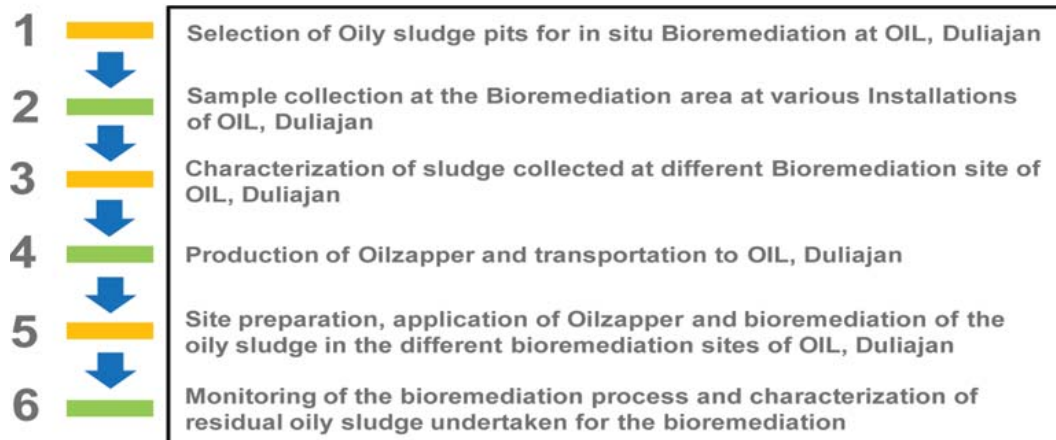 1 Selection of Oily sludge pits for in situ Bioremediation at OIL, Duliajan
2 Sample collection at the Bioremediation area at various Installations
of OIL, Duliajan
3 Characterization of sludge collected at different Bioremediation site of
OIL, Duliajan
4 Production of Oilzapper and transportation to OIL, Duliajan
5 Site preparation, application of Oilzapper and bioremediation of the
oily sludge in the different bioremediation sites of OIL, Duliajan
6 Monitoring of the bioremediation process and characterization of
residual oily sludge undertaken for the bioremediation